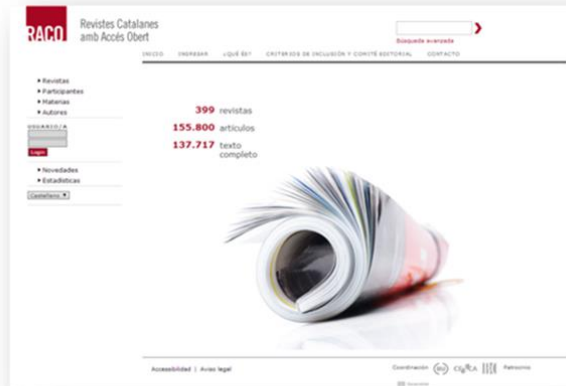 RACO
Revistes Catalanes
amb Accés Obert
Búsqueda avanzada
INICIO INGRESAR ¿QUÉ ES? CRITERIOS DE INCLUSIÓN Y COMITÉ EDITORIAL CONTACTO
Revistas
Participantes
Materias
Autores
USUARIO/A
Login
Novedades
Estadísticas
Castellano
399 revistas
155.800 artículos
137.717 texto
completo
Accesibilidad | Aviso legal
Coordinación
Patrocinio